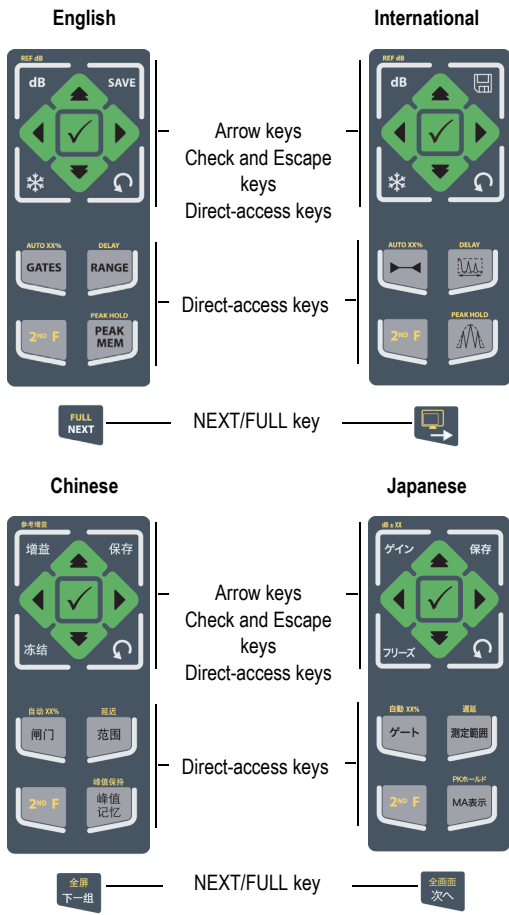 English
International
REF dB
dB
SAVE
AUTO XX%
DELAY
GATES
RANGE
PEAK HOLD
2ND F
PEAK
MEM
FULL
NEXT
Arrow keys
Check and Escape
keys
Direct-access keys
Direct-access keys
NEXT/FULL key
REF dB
dB
AUTO XX%
DELAY
PEAK HOLD
2ND F
Chinese
Japanese
参考增益
增益
保存
冻结
自动 XX%
延迟
闸门
范围
峰值保持
2ND F
峰值
记忆
全屏
下一组
Arrow keys
Check and Escape
keys
Direct-access keys
Direct-access keys
NEXT/FULL key
dB ± XX
ゲイン
保存
フリーズ
自動 XX%
遅延
ゲート
測定範囲
PKホールド
2ND F
MA表示
全画面
次へ